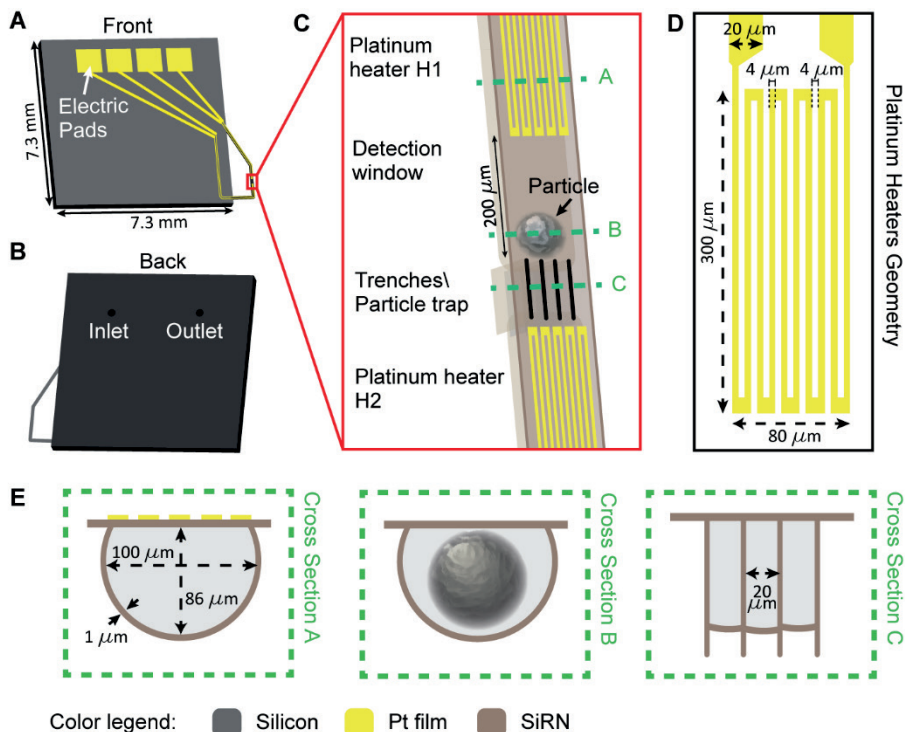 A
Front
Electric
Pads
7.3 mm
7.3 mm
B
Back
Inlet
Outlet
C
Platinum
heater H1
A
Detection
window
200 μm
Particle
B
Trenches\
Particle trap
C
Platinum heater
H2
D
20 μm
4 μm
4 μm
300 μm
80 μm
Platinum Heaters Geometry
E
100 μm
86 μm
1 μm
Cross Section A
Cross Section B
20
μm
Cross Section C
Color legend:
Silicon
Pt film
SiRN